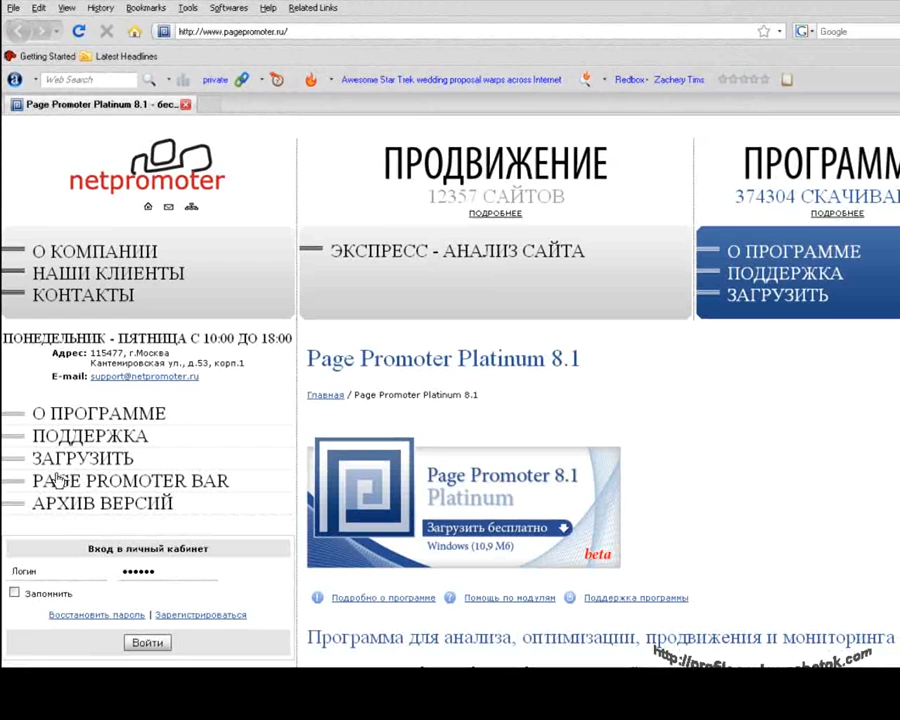 File Edit View History Bookmarks Tools Softwares Help Related Links
http://www.pagepromoter.ru/
Google
Getting Started Latest Headlines
Web Search private Awesome Star Trek wedding proposal warps across Internet Redbox- Zachery Tims
Page Promoter Platinum 8.1 - бес...
netpromoter
ПРОДВИЖЕНИЕ
12357 САЙТОВ
ПОДРОБНЕЕ
ПРОГРАММ
374304 СКАЧИВА
ПОДРОБНЕЕ
О КОМПАНИИ
НАШИ КЛИЕНТЫ
КОНТАКТЫ
ЭКСПРЕСС - АНАЛИЗ САЙТА
О ПРОГРАММЕ
ПОДДЕРЖКА
ЗАГРУЗИТЬ
ПОНЕДЕЛЬНИК - ПЯТНИЦА С 10:00 ДО 18:00
Адрес: 115477, г.Москва
Кантемировская ул., д.53, корп.1
E-mail: support@netpromoter.ru
О ПРОГРАММЕ
ПОДДЕРЖКА
ЗАГРУЗИТЬ
PAGE PROMOTER BAR
АРХИВ ВЕРСИЙ
Вход в личный кабинет
Логин ••••••
Запомнить
Восстановить пароль | Зарегистрироваться
Войти
Page Promoter Platinum 8.1
Главная / Page Promoter Platinum 8.1
Page Promoter 8.1
Platinum
Загрузить бесплатно
Windows (10,9 Мб)
beta
Подробно о программе Помощь по модулям Поддержка программы
Программа для анализа, оптимизации, продвижения и мониторинга